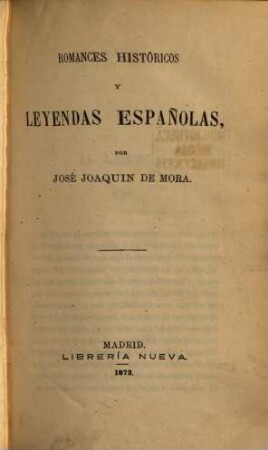 ROMANCES HISTÓRICOS
Y
LEYENDAS ESPAÑOLAS,
POR
JOSÉ JOAQUIN DE MORA.
MADRID.
LIBRERÍA NUEVA.
1873.